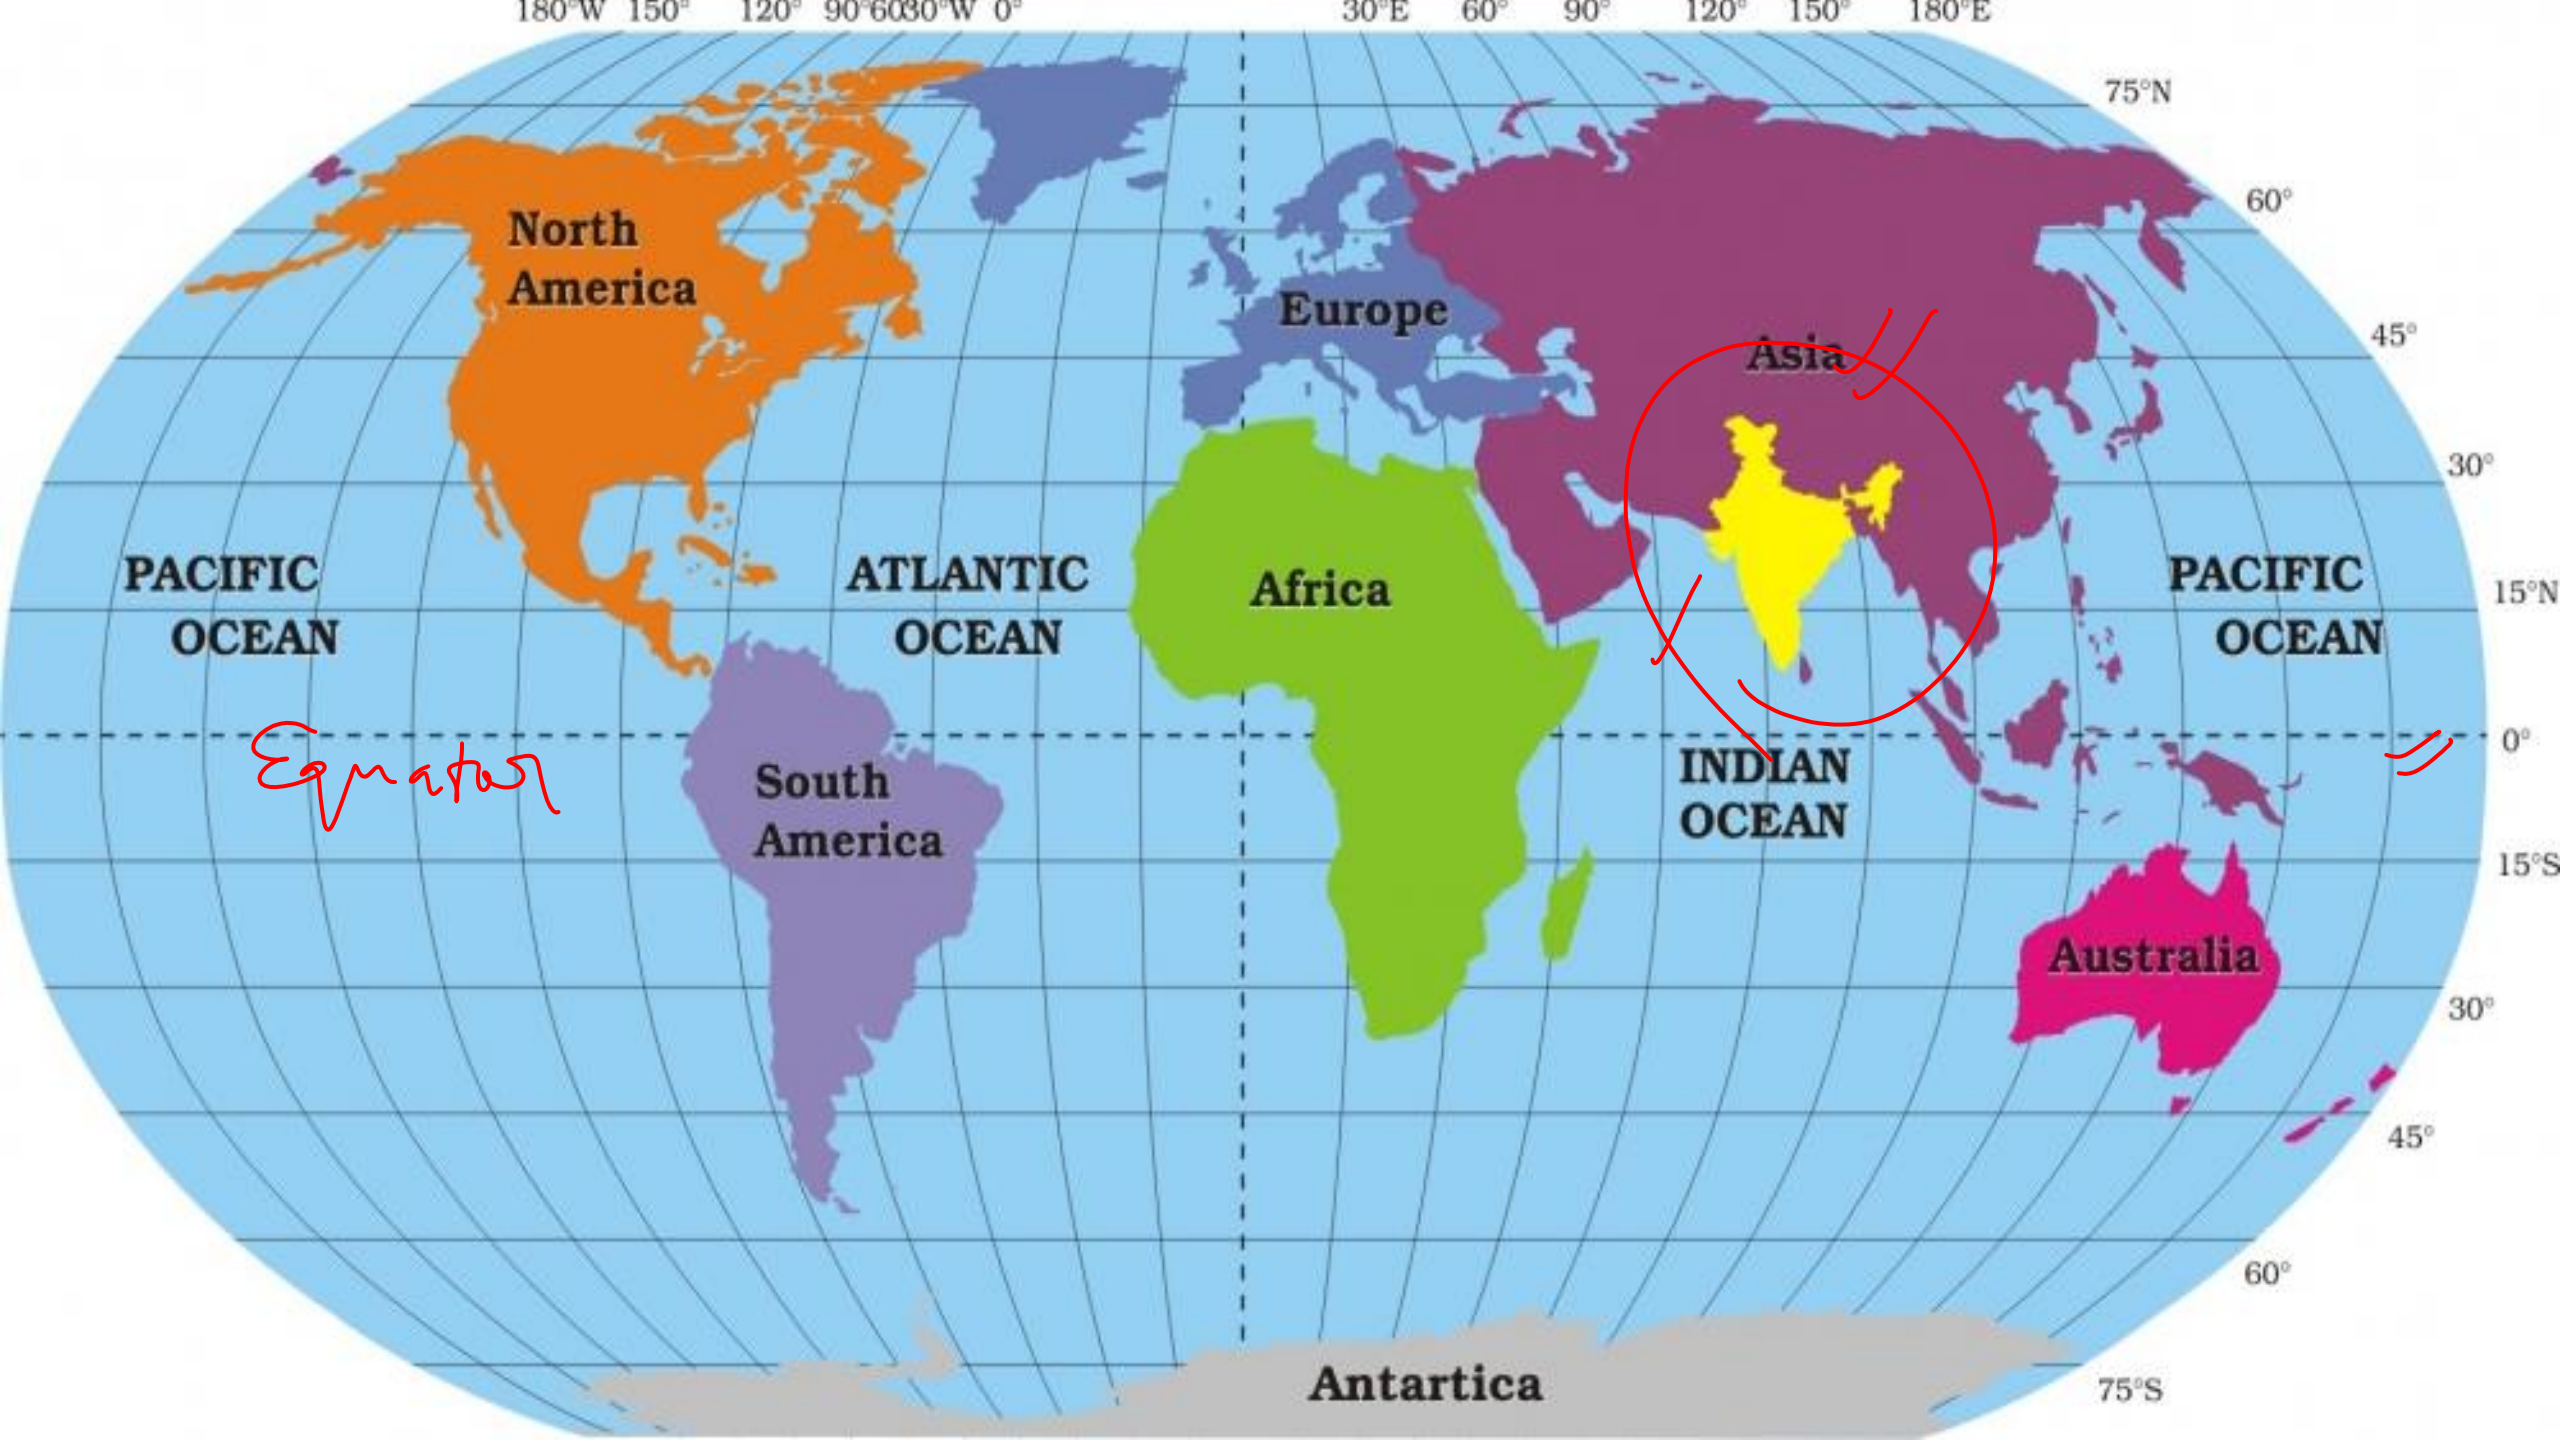 180°W 150° 120° 90°60°30°W 0° 30°E 60° 90° 120° 150° 180°E
75°N
60°
North
America
Europe
45°
Asia
30°
PACIFIC
OCEAN
ATLANTIC
OCEAN
Africa
PACIFIC
OCEAN
15°N
Equator
0°
INDIAN
OCEAN
South
America
15°S
Australia
30°
45°
60°
Antartica
75°S